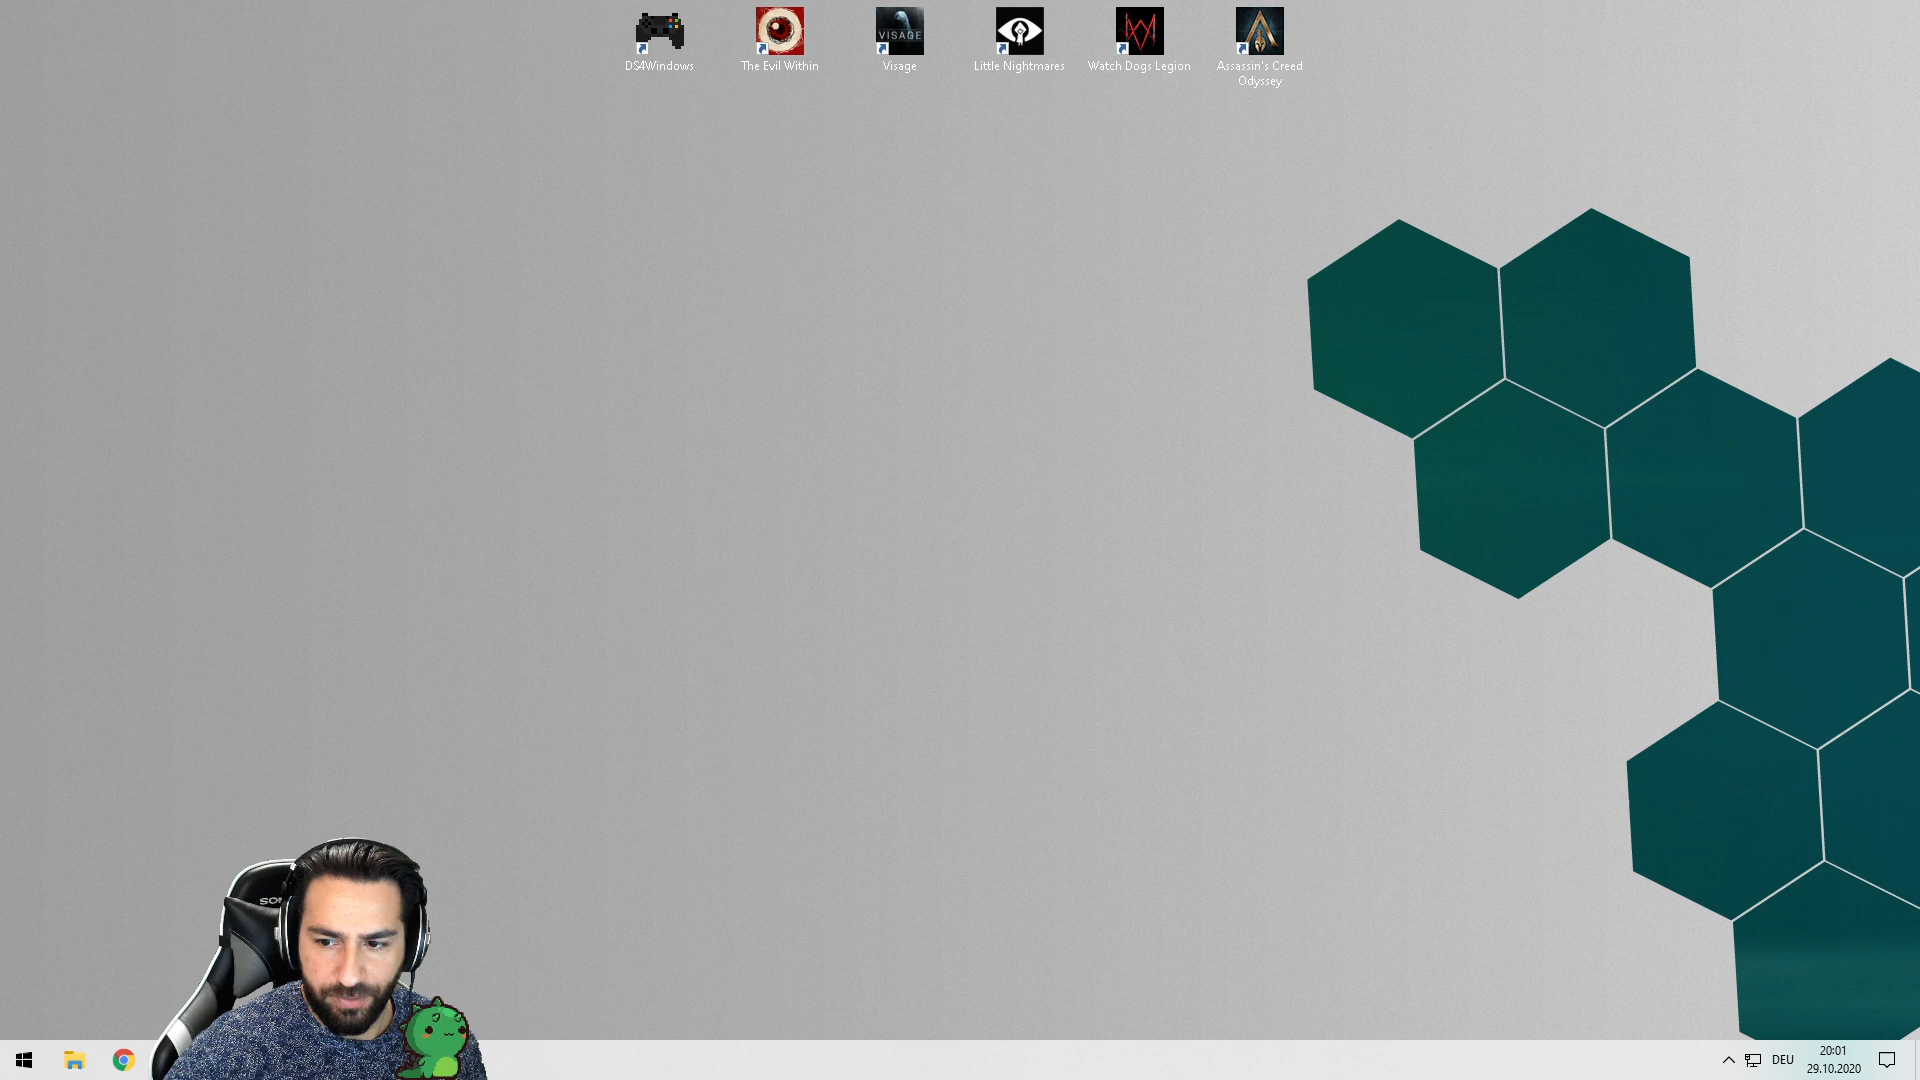 DS4Windows
The Evil Within
VISAGE
Visage
Little Nightmares
Watch Dogs Legion
Assassin's Creed
Odyssey
SON
DEU
20:01
29.10.2020